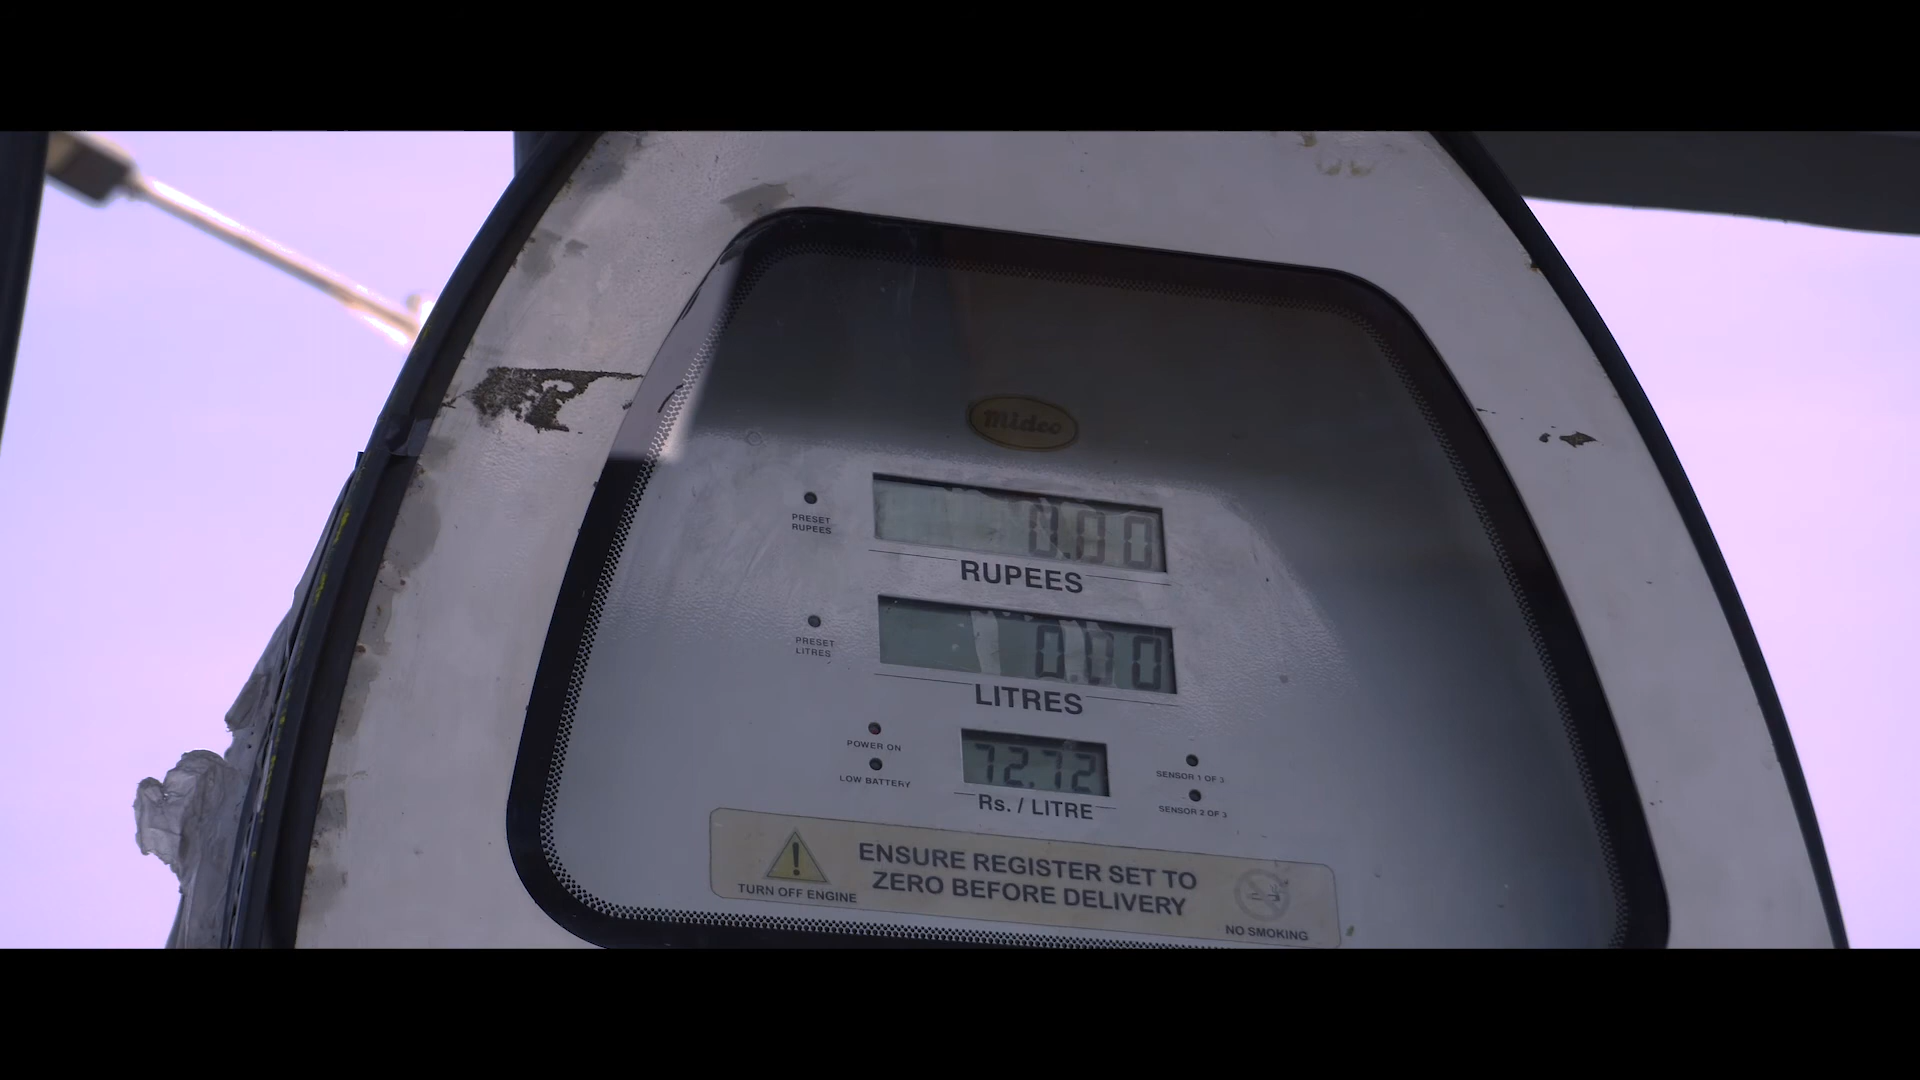 Midco
0.00
PRESET
RUPEES
RUPEES
0.00
PRESET
LITRES
LITRES
POWER ON
LOW BATTERY
72.72
Rs. / LITRE
SENSOR 1 OF 3
SENSOR 2 OF 3
TURN OFF ENGINE
ENSURE REGISTER SET TO
ZERO BEFORE DELIVERY
NO SMOKING